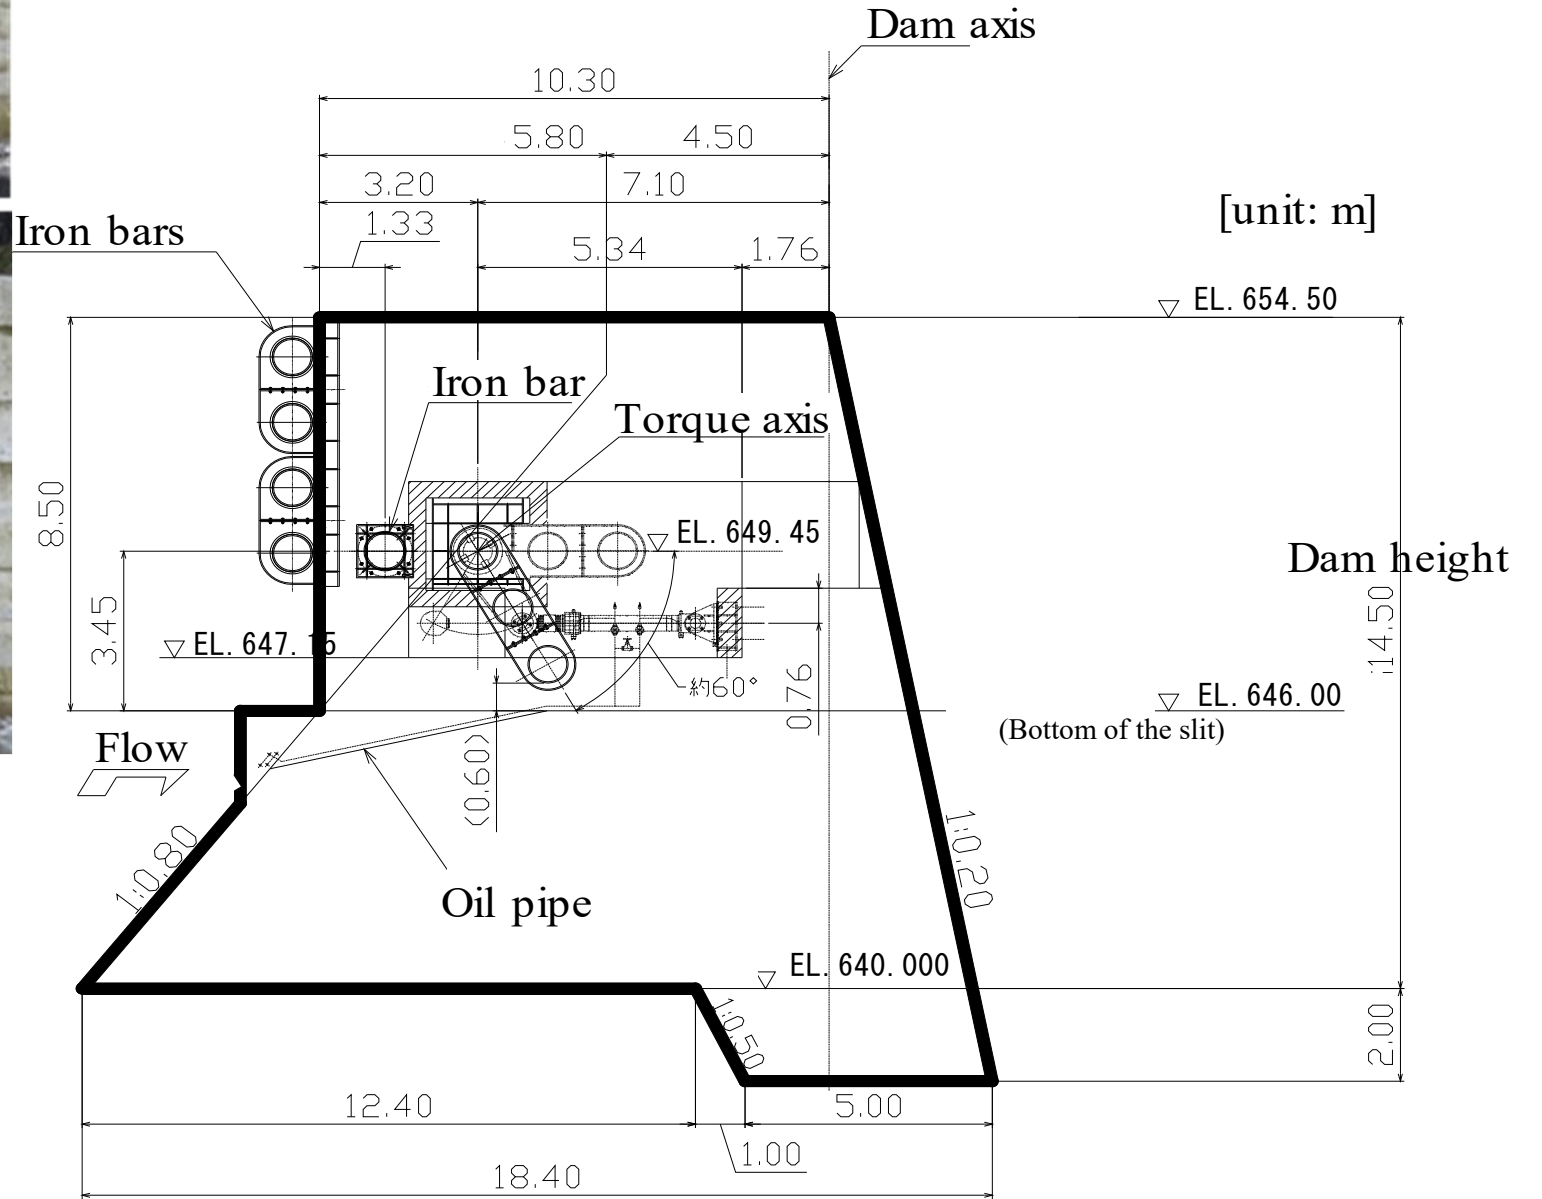 Dam axis
10.30
5.80
4.50
3.20
7.10
[unit: m]
Iron bars
1.33
5.34
1.76
EL.654.50
Iron bar
Torque axis
8.50
EL.649.45
Dam height
3.45
EL.647.15
14.50
約60°
0.76
EL.646.00
(Bottom of the slit)
Flow
(0.60)
1:0.80
1:0.20
Oil pipe
EL.640.000
1:0.50
2.00
12.40
5.00
1.00
18.40